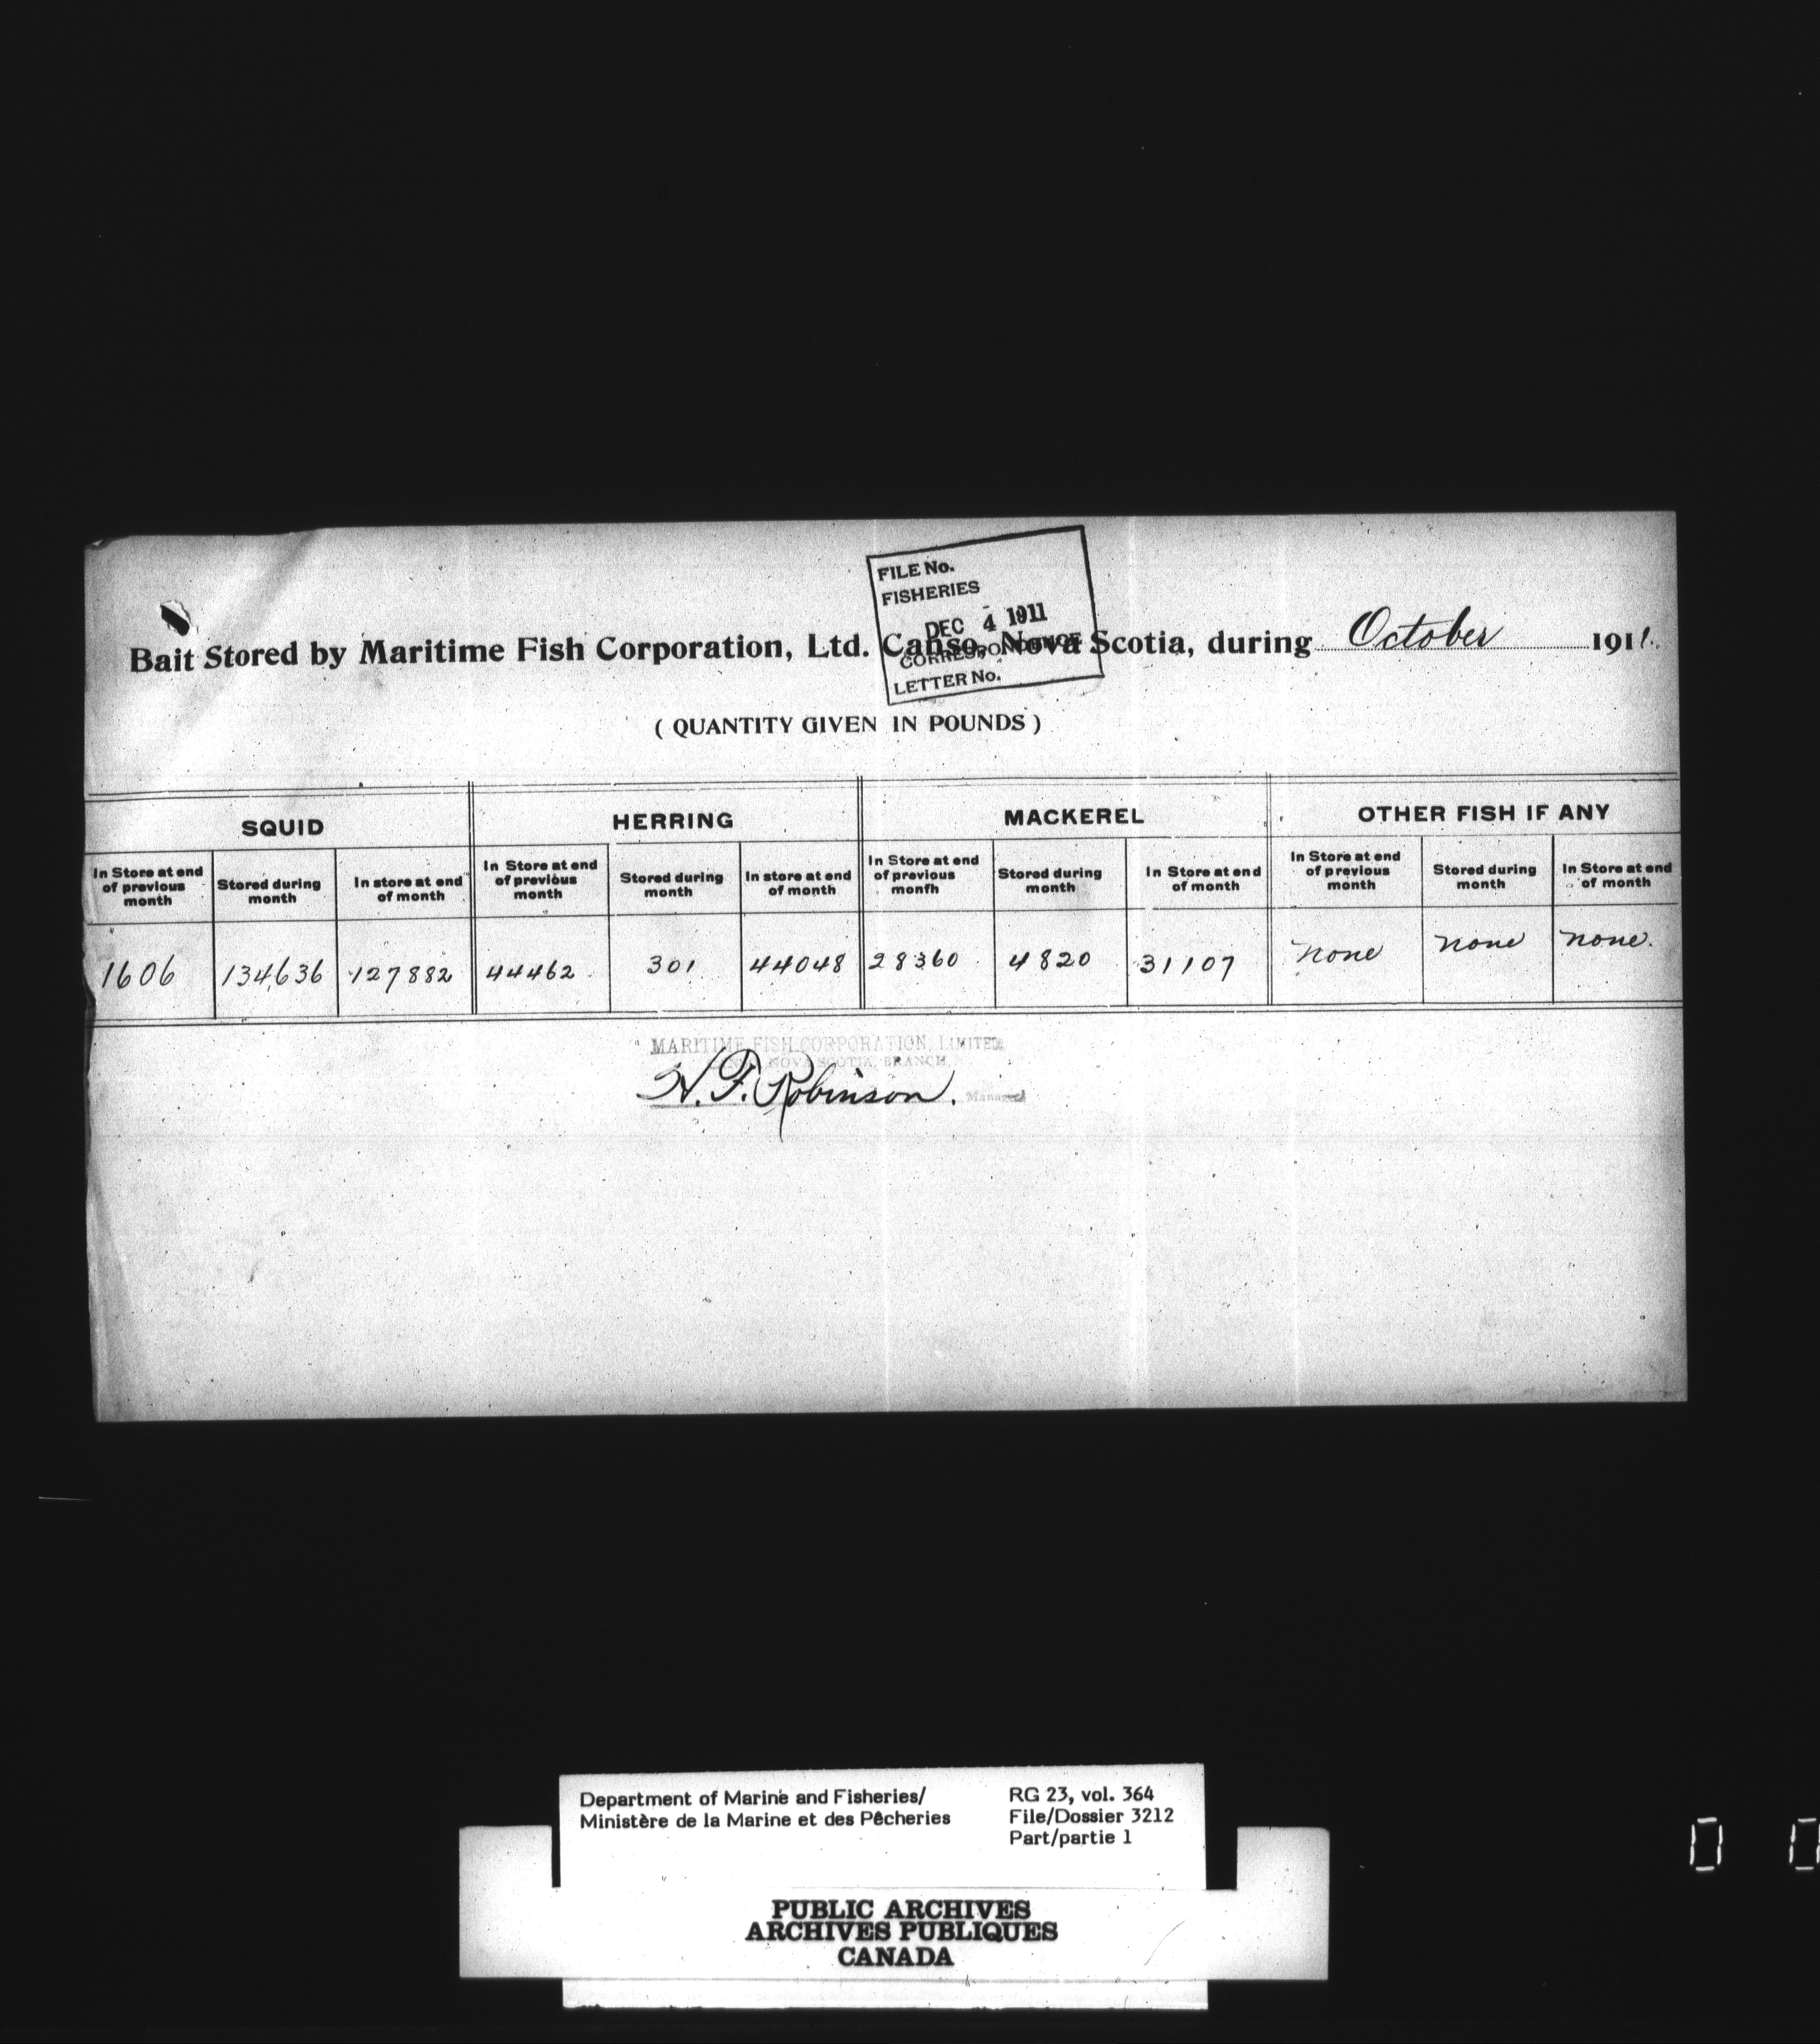 FILE No.
FISHERIES
DEC 4 1911
CORRESPONDENCE
LETTER No.
Bait Stored by Maritime Fish Corporation, Ltd. Canso, Nova Scotia, during October 1911.
( QUANTITY GIVEN IN POUNDS )
SQUID HERRING MACKEREL OTHER FISH IF ANY
In Store at end of previous month Stored during month In store at end of month In Store at end of previous month Stored during month In store at end of month In Store at end of previous month Stored during month In Store at end of month In Store at end of previous month Stored during month In Store at end of month
1606 134,636 127882 44462 301 44048 28360 4820 31107 none none none.
MARITIME FISH CORPORATION, LIMITED
NOVA SCOTIA, BRANCH,
H. F. Robinson. Manager
Department of Marine and Fisheries/
Ministère de la Marine et des Pêcheries
RG 23, vol. 364
File/Dossier 3212
Part/partie 1
PUBLIC ARCHIVES
ARCHIVES PUBLIQUES
CANADA
0 0